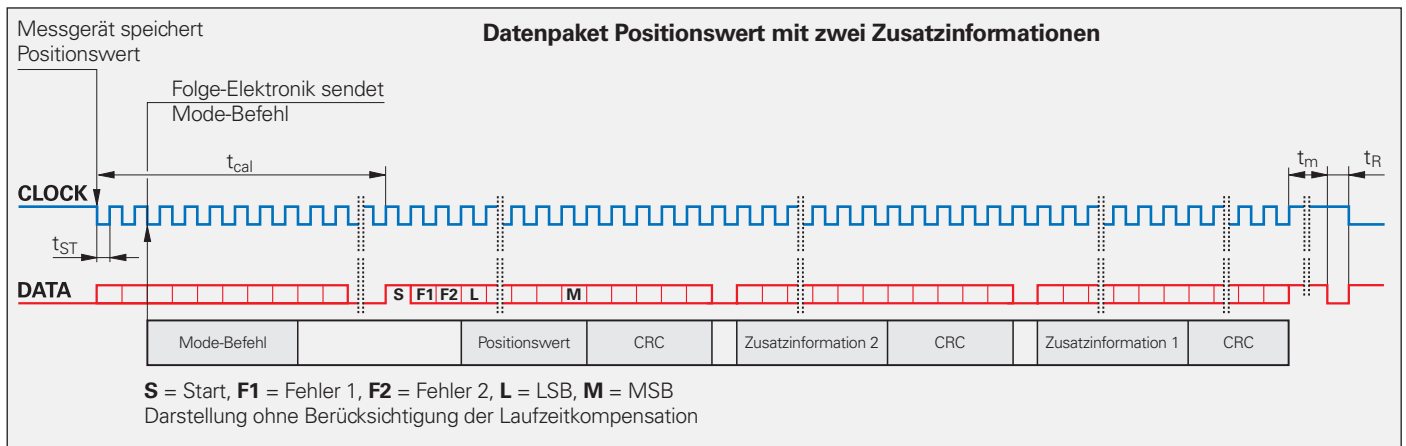 Messgerät speichert
Positionswert
Datenpaket Positionswert mit zwei Zusatzinformationen
Folge-Elektronik sendet
Mode-Befehl
tcal
tm
tR
CLOCK
tST
DATA
S F1 F2 L M
Mode-Befehl Positionswert CRC Zusatzinformation 2 CRC Zusatzinformation 1 CRC
S = Start, F1 = Fehler 1, F2 = Fehler 2, L = LSB, M = MSB
Darstellung ohne Berücksichtigung der Laufzeitkompensation